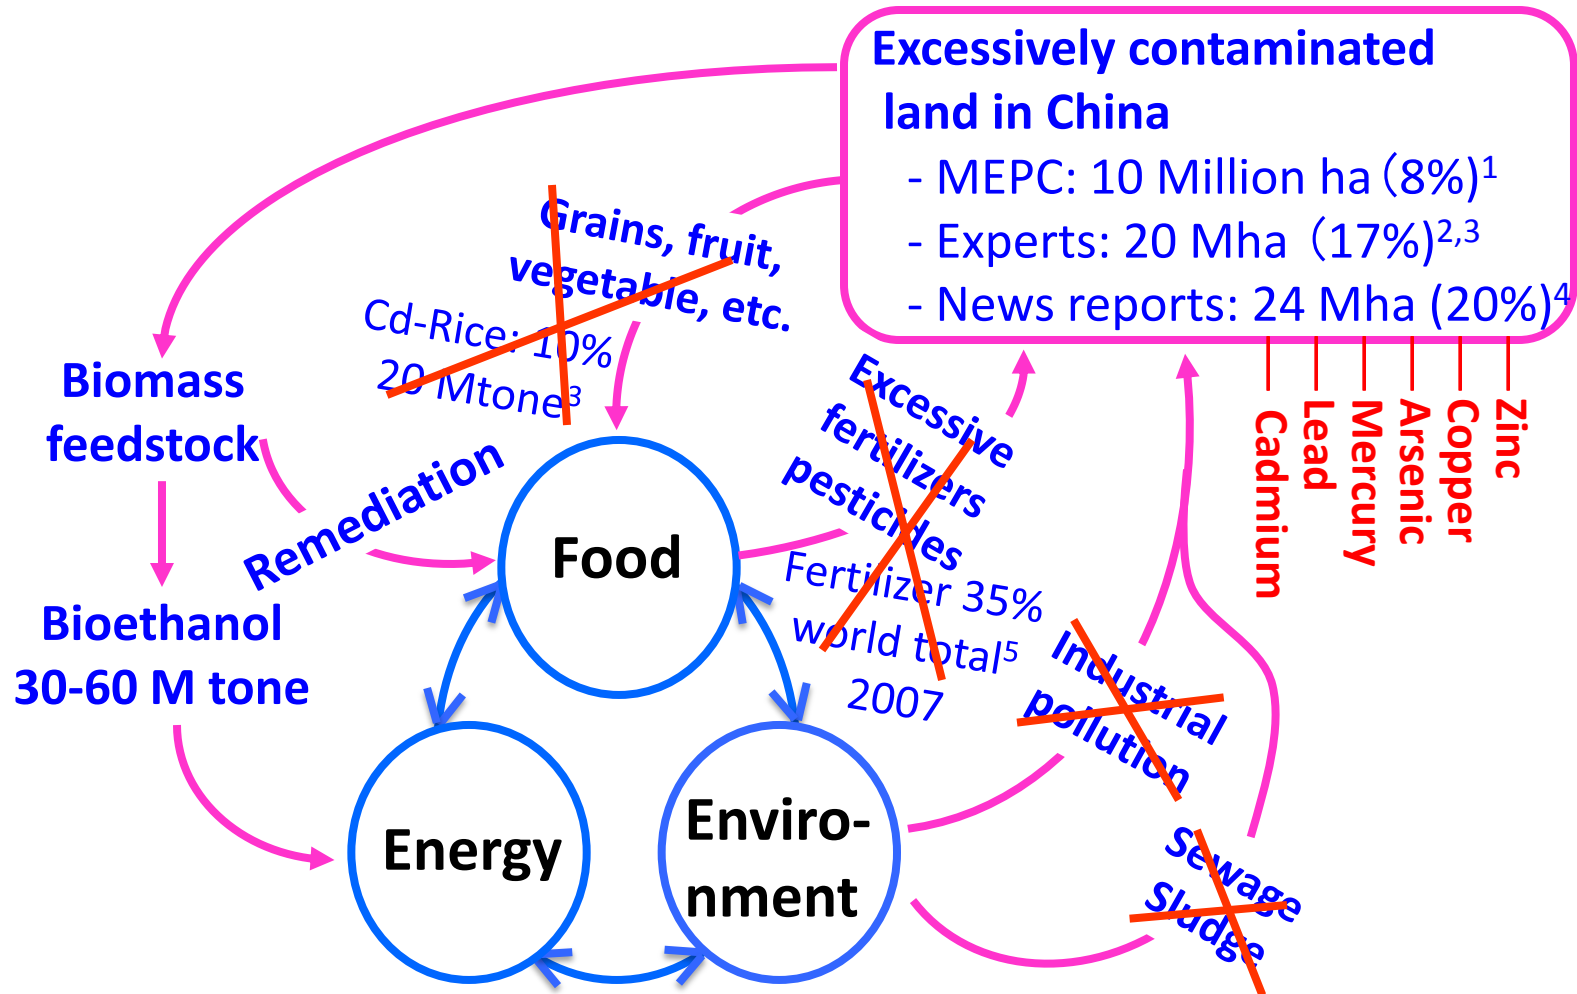 Excessively contaminated
land in China
- MEPC: 10 Million ha（8%)1
- Experts: 20 Mha（17%)2,3
- News reports: 24 Mha (20%)4
Grains, fruit,
vegetable, etc.
Cd-Rice: 10%
20 Mtone3
Biomass
feedstock
Remediation
Bioethanol
30-60 M tone
Excessive
fertilizers
pesticides
Fertilizer 35%
world total5
2007
Cadmium
Lead
Mercury
Arsenic
Copper
Zinc
Food
Industrial
pollution
Energy
Enviro-
nment
Sewage
Sludge